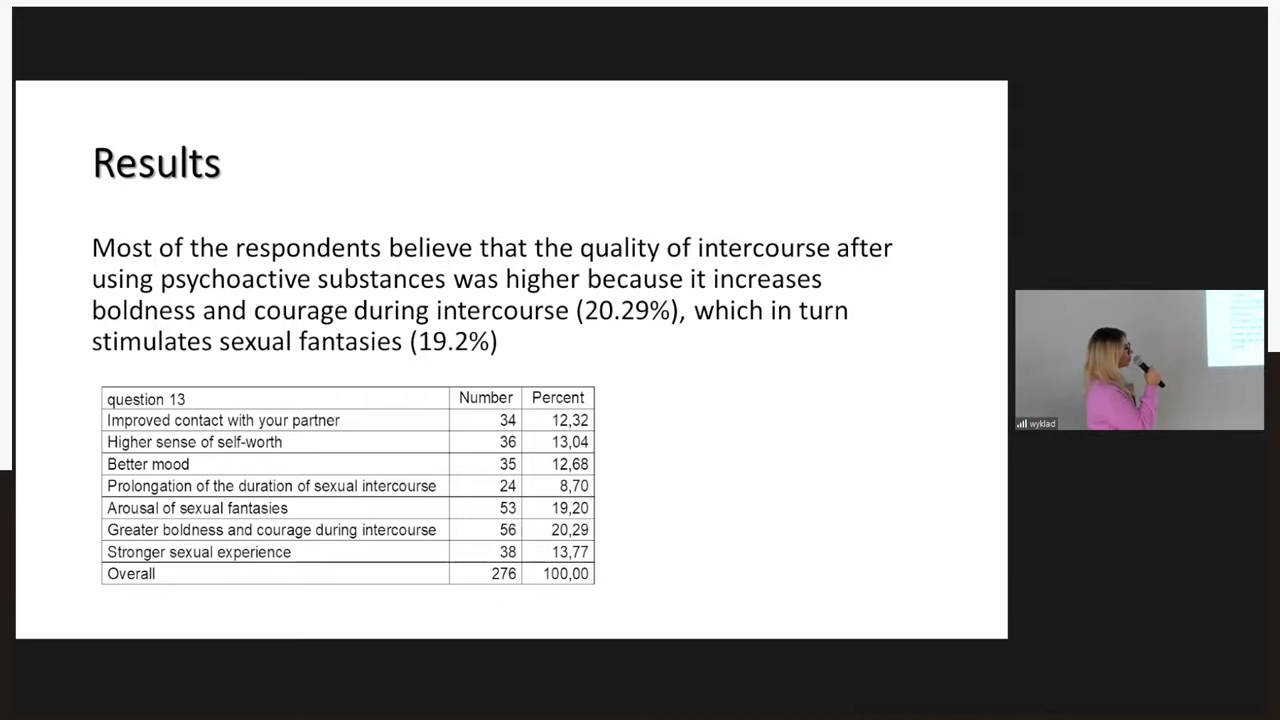 Results
Most of the respondents believe that the quality of intercourse after
using psychoactive substances was higher because it increases
boldness and courage during intercourse (20.29%), which in turn
stimulates sexual fantasies (19.2%)
question 13 Number Percent
Improved contact with your partner 34 12,32
Higher sense of self-worth 36 13,04
Better mood 35 12,68
Prolongation of the duration of sexual intercourse 24 8,70
Arousal of sexual fantasies 53 19,20
Greater boldness and courage during intercourse 56 20,29
Stronger sexual experience 38 13,77
Overall 276 100,00
wyklad